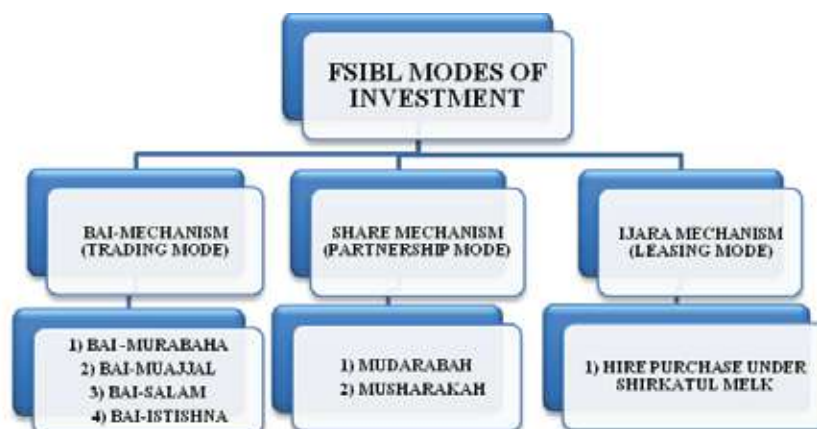 FSIBL MODES OF
INVESTMENT
BAI-MECHANISM
(TRADING MODE)
SHARE MECHANISM
(PARTNERSHIP MODE)
IJARA MECHANISM
(LEASING MODE)
1) BAI -MURABAHA
2) BAI-MUAJJAL
3) BAI-SALAM
4) BAI-ISTISHNA
1) MUDARABAH
2) MUSHARAKAH
1) HIRE PURCHASE UNDER
SHIRKATUL MELK